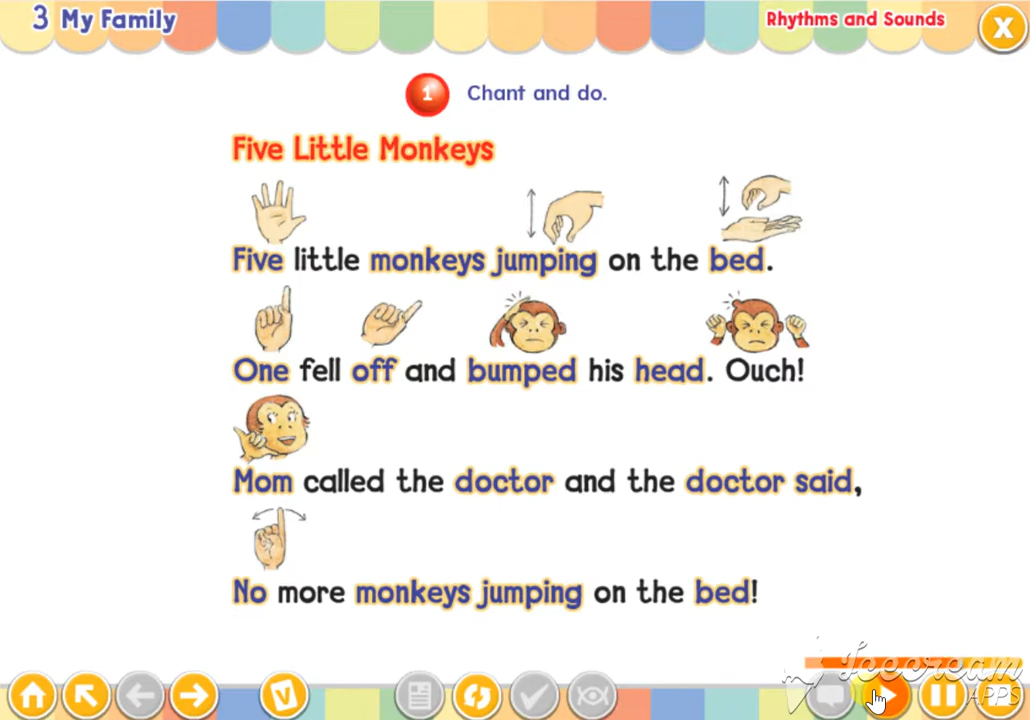 3 My Family
Rhythms and Sounds
X
1 Chant and do.
Five Little Monkeys
Five little monkeys jumping on the bed.
One fell off and bumped his head. Ouch!
Mom called the doctor and the doctor said,
No more monkeys jumping on the bed!
V
Icecream
APPS